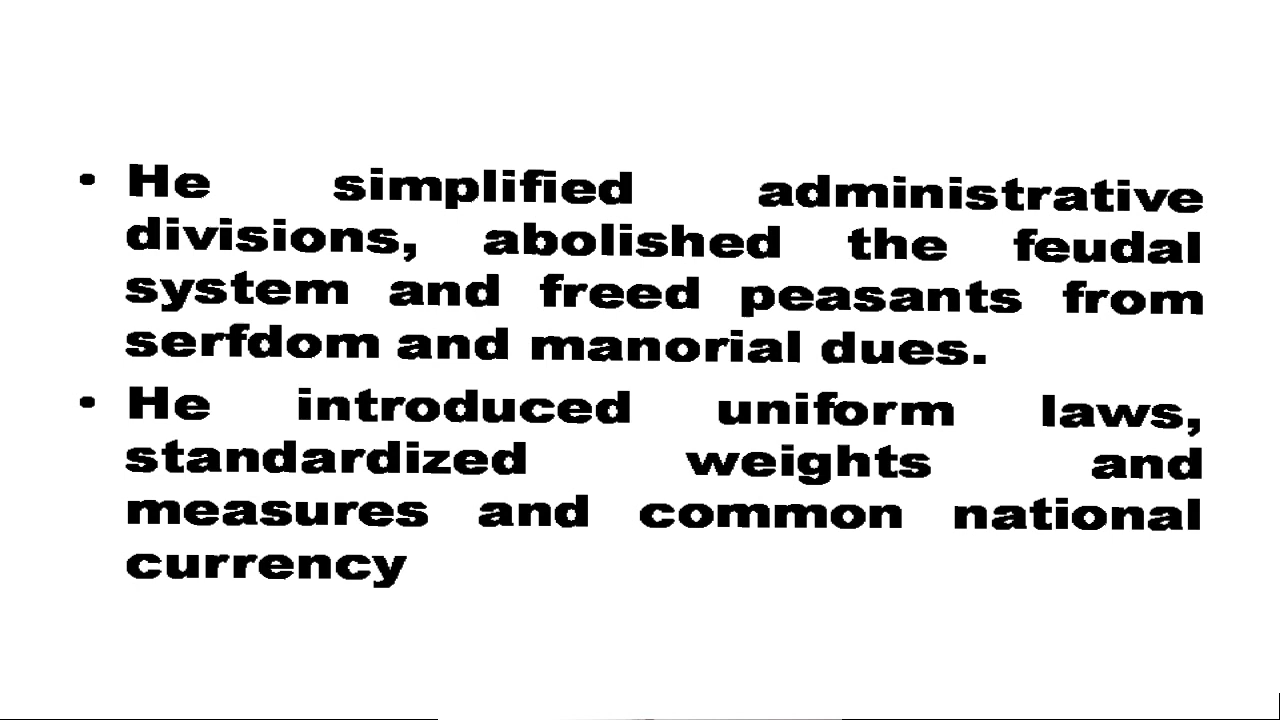 • He simplified administrative
divisions, abolished the feudal
system and freed peasants from
serfdom and manorial dues.
• He introduced uniform laws,
standardized weights and
measures and common national
currency